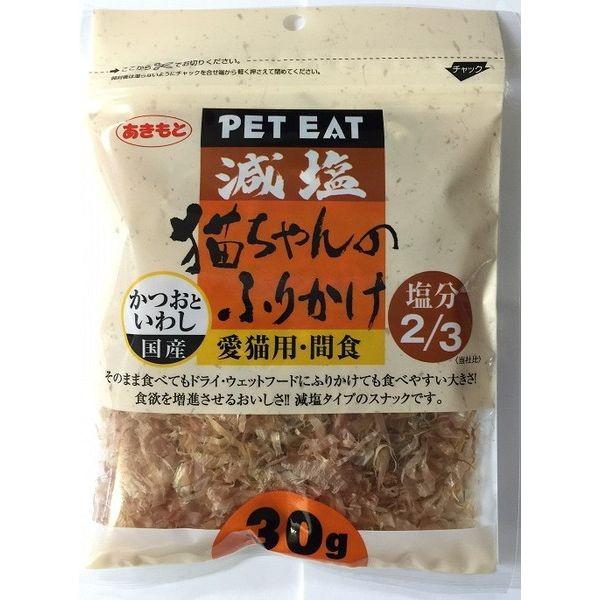 ここから✂でお切りください。
開封後は湿らないようにチャックを合せ端から軽く押さえて閉めてください。
チャック
あきもと
PET EAT
減塩
猫ちゃんの
ふりかけ
かつおと
いわし
国産
愛猫用・間食
塩分
2/3
(当社比)
そのまま食べてもドライ・ウェットフードにふりかけても食べやすい大きさ!
食欲を増進させるおいしさ!! 減塩タイプのスナックです。
30g